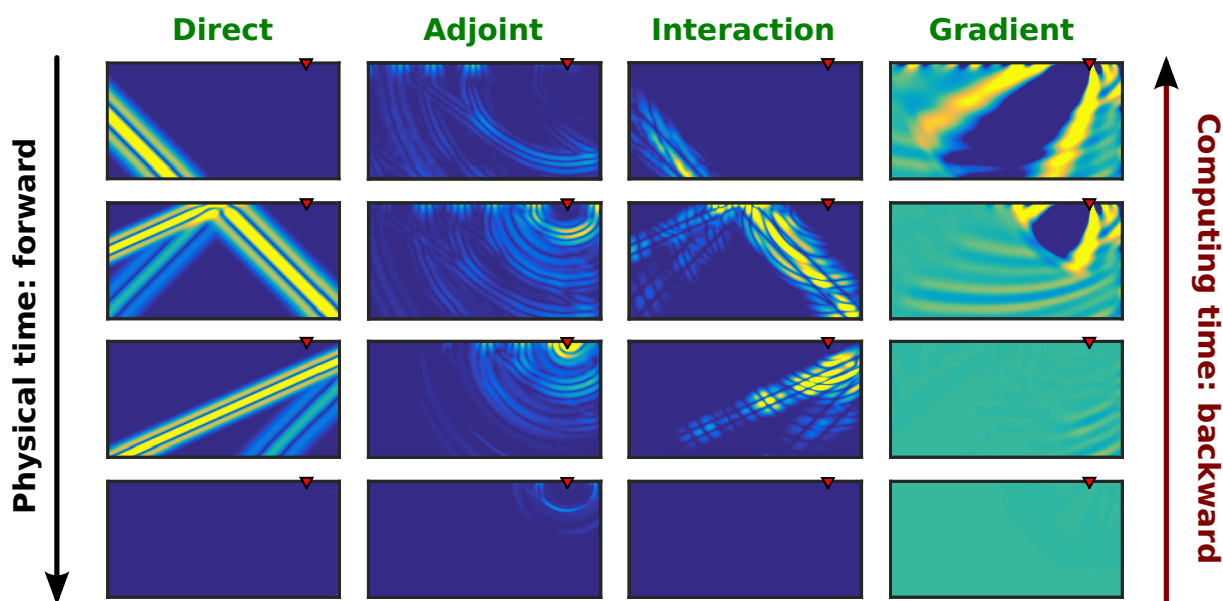 Direct
Adjoint
Interaction
Gradient
Physical time: forward
Computing time: backward